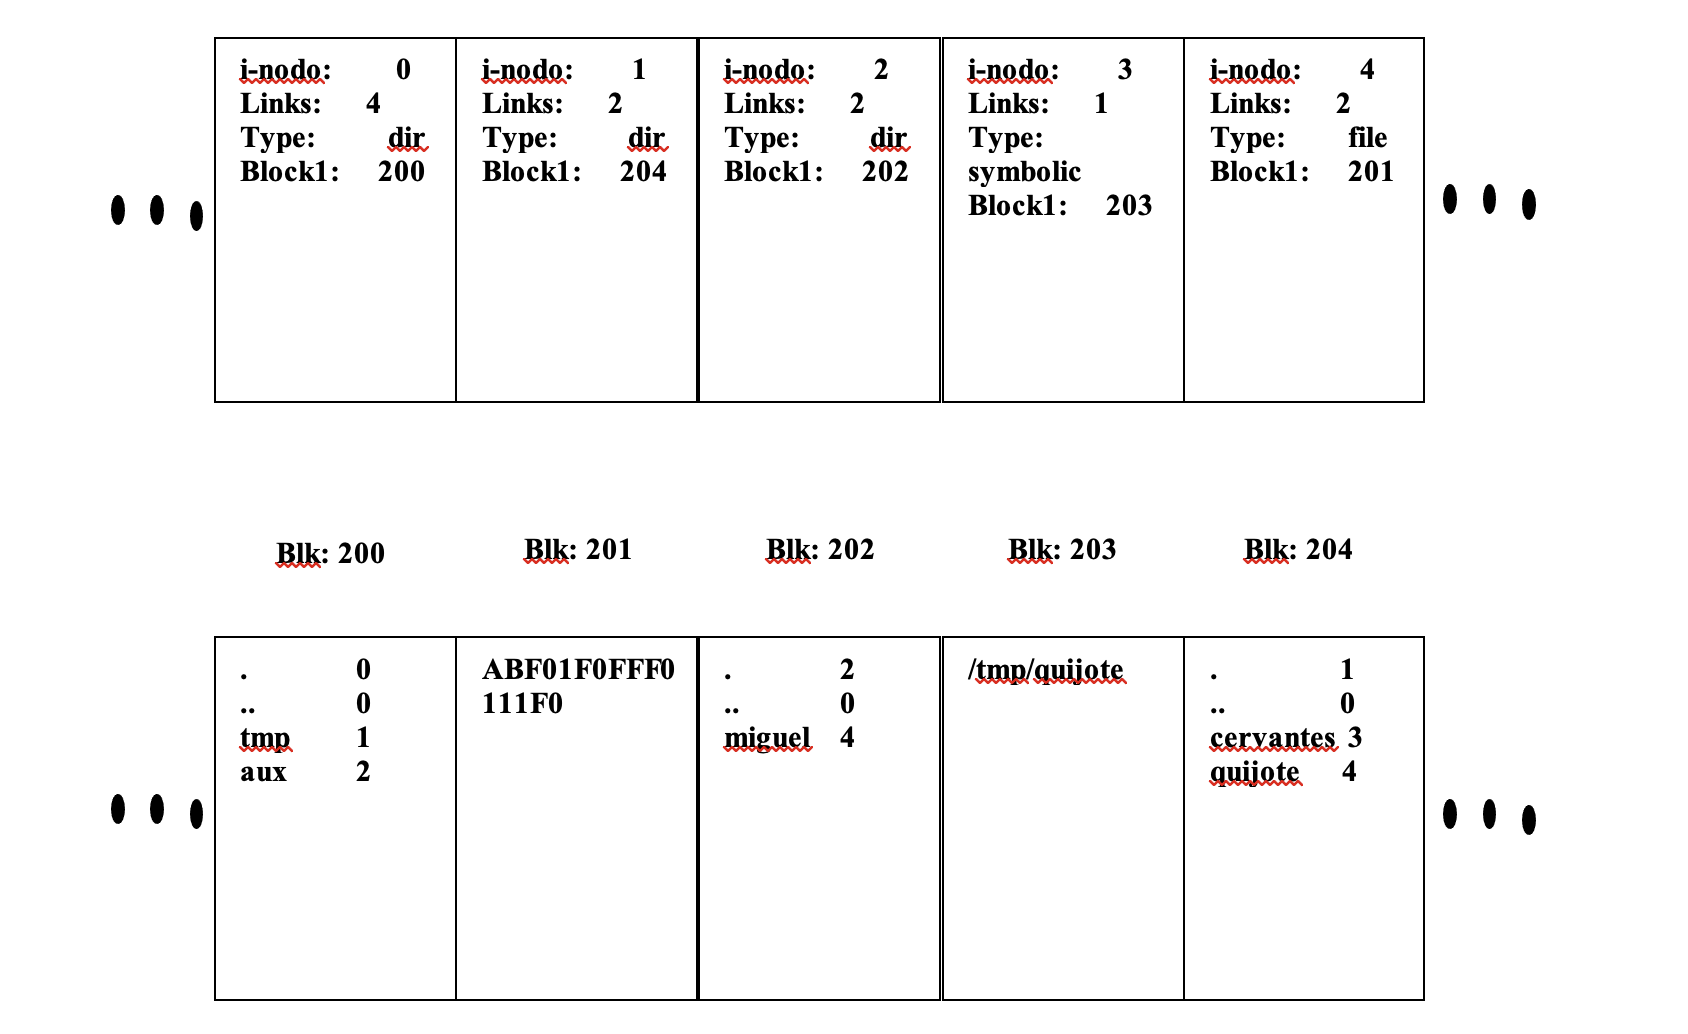 i-nodo: 0
Links: 4
Type: dir
Block1: 200
i-nodo: 1
Links: 2
Type: dir
Block1: 204
i-nodo: 2
Links: 2
Type: dir
Block1: 202
i-nodo: 3
Links: 1
Type:
symbolic
Block1: 203
i-nodo: 4
Links: 2
Type: file
Block1: 201
Blk: 200
Blk: 201
Blk: 202
Blk: 203
Blk: 204
. 0
.. 0
tmp 1
aux 2
ABF01F0FFF0
111F0
. 2
.. 0
miguel 4
/tmp/quijote
. 1
.. 0
cervantes 3
quijote 4